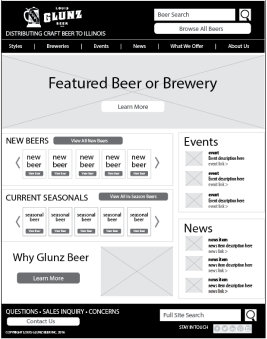 LOUIS
GLUNZ
BEER
DISTRIBUTING CRAFT BEER TO ILLINOIS
Beer Search
Browse All Beers
Styles | Breweries | Events | News | What We Offer | About Us
Featured Beer or Brewery
Learn More
NEW BEERS
View All New Beers
new beer
new beer
new beer
new beer
new beer
View Beer
View Beer
View Beer
View Beer
View Beer
CURRENT SEASONALS
View All In Season Beers
seasonal beer
seasonal beer
seasonal beer
seasonal beer
seasonal beer
View Beer
View Beer
View Beer
View Beer
View Beer
Why Glunz Beer
Learn More
Events
event
Event description here
event link >
event
Event description here
event link >
event
Event description here
event link >
News
news item
news item description here
news link >
news item
news item description here
news link >
news item
news item description here
news link >
QUESTIONS • SALES INQUIRY • CONCERNS
Contact Us
Full Site Search
STAY IN TOUCH